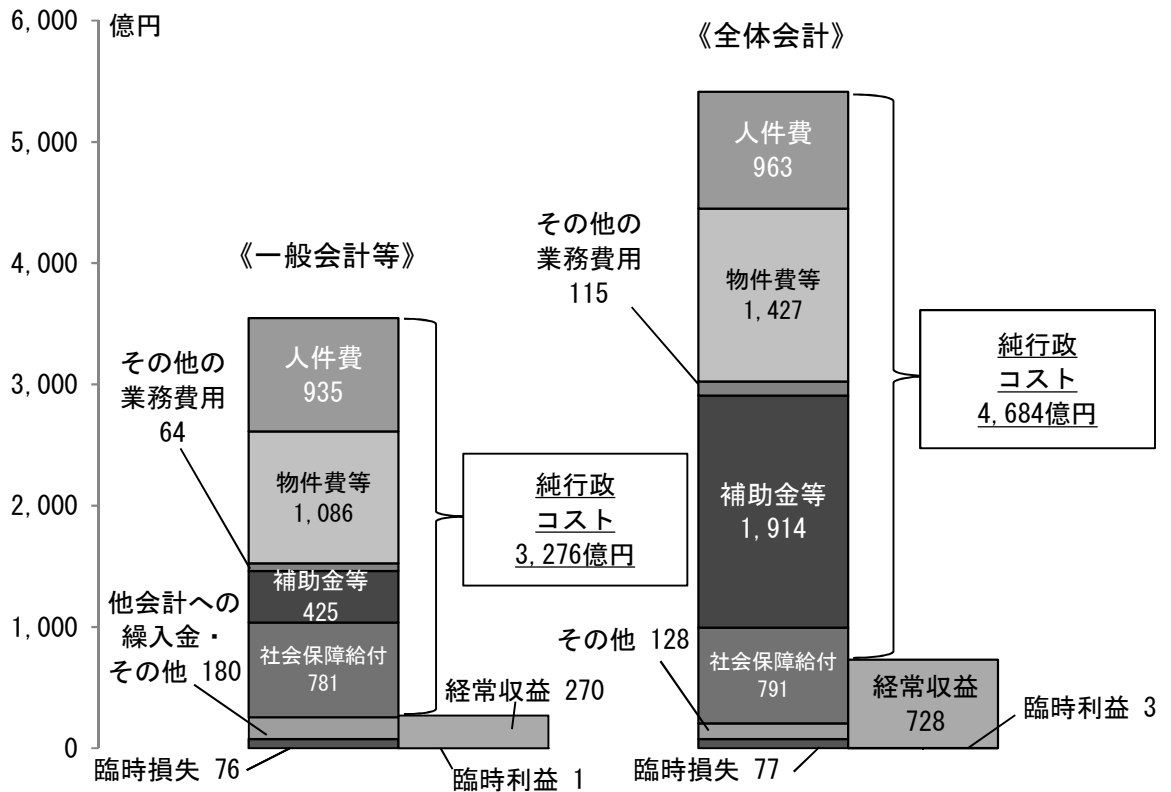 6,000
億円
5,000
4,000
3,000
2,000
1,000
0
《一般会計等》
人件費
935
物件費等
1,086
その他の
業務費用
64
補助金等
425
社会保障給付
781
他会計への
繰入金・
その他 180
臨時損失 76
経常収益 270
臨時利益 1
純行政
コスト
3,276億円
《全体会計》
人件費
963
物件費等
1,427
その他の
業務費用
115
補助金等
1,914
社会保障給付
791
その他 128
臨時損失 77
経常収益
728
臨時利益 3
純行政
コスト
4,684億円